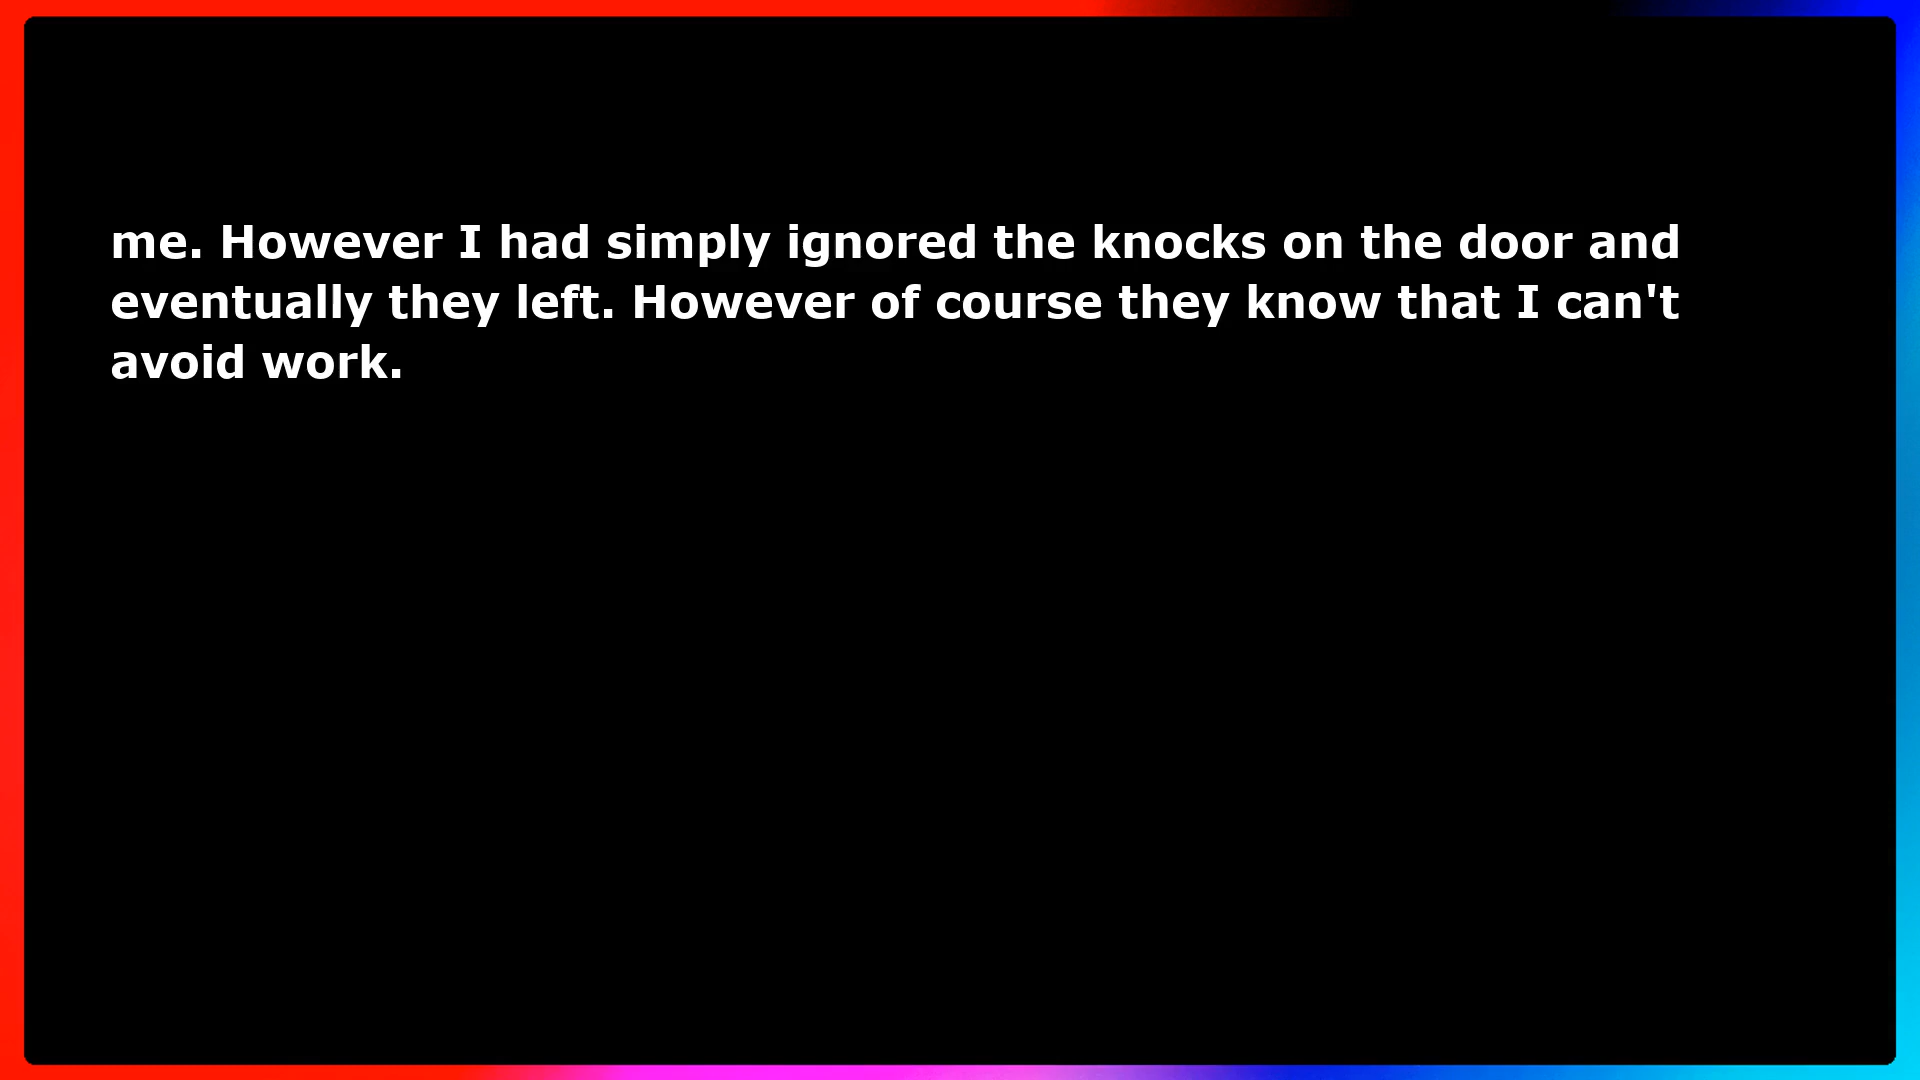 me. However I had simply ignored the knocks on the door and
eventually they left. However of course they know that I can't
avoid work.